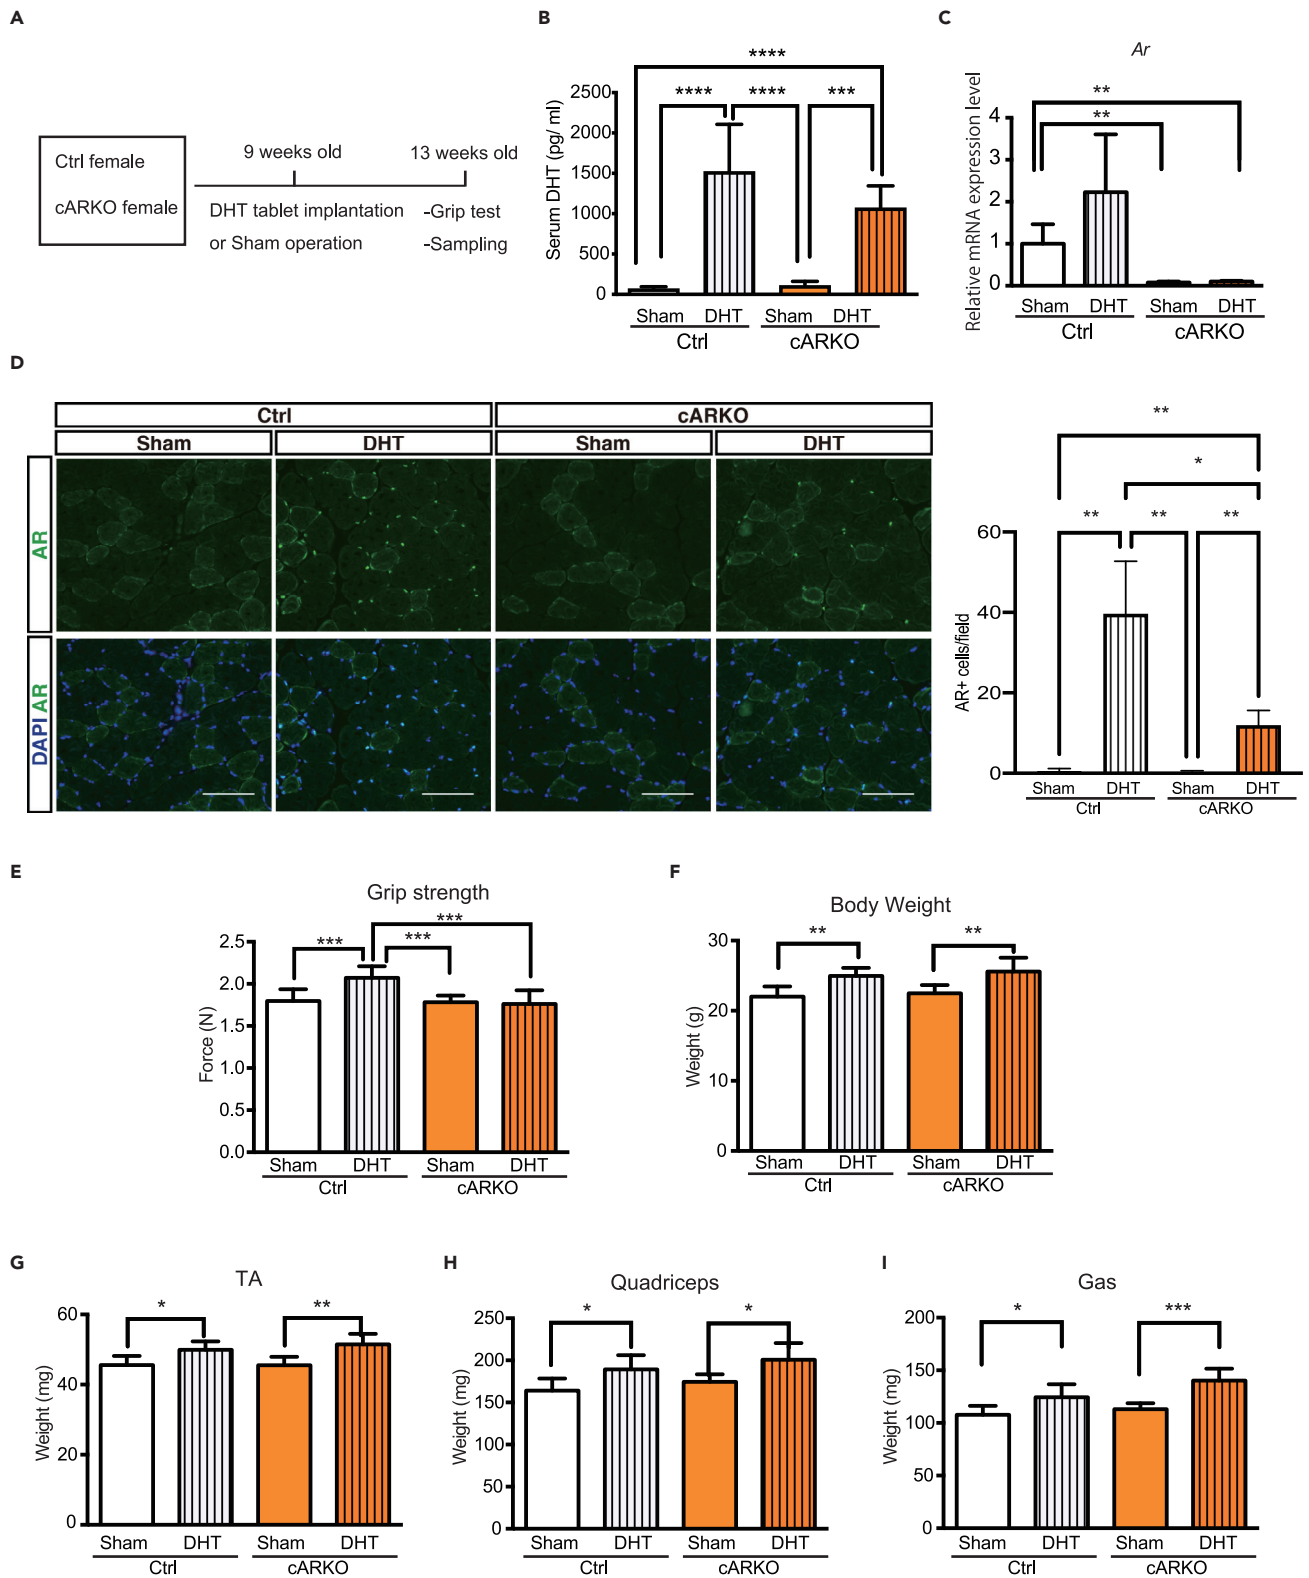 A
Ctrl female
cARKO female
9 weeks old
13 weeks old
DHT tablet implantation
or Sham operation
-Grip test
-Sampling
B
****
**** **** ***
Serum DHT (pg/ ml)
2500
2000
1500
1000
500
0
Sham DHT Sham DHT
Ctrl cARKO
C
Ar
**
**
Relative mRNA expression level
4
3
2
1
0
Sham DHT Sham DHT
Ctrl cARKO
D
Ctrl cARKO
Sham DHT Sham DHT
AR
DAPI AR
**
*
** ** **
AR+ cells/field
60
40
20
0
Sham DHT Sham DHT
Ctrl cARKO
E
Grip strength
***
*** ***
Force (N)
2.5
2.0
1.5
1.0
0.5
0.0
Sham DHT Sham DHT
Ctrl cARKO
F
Body Weight
** **
Weight (g)
30
20
10
0
Sham DHT Sham DHT
Ctrl cARKO
G
TA
* **
Weight (mg)
60
40
20
0
Sham DHT Sham DHT
Ctrl cARKO
H
Quadriceps
* *
Weight (mg)
250
200
150
100
50
0
Sham DHT Sham DHT
Ctrl cARKO
I
Gas
* ***
Weight (mg)
200
150
100
50
0
Sham DHT Sham DHT
Ctrl cARKO